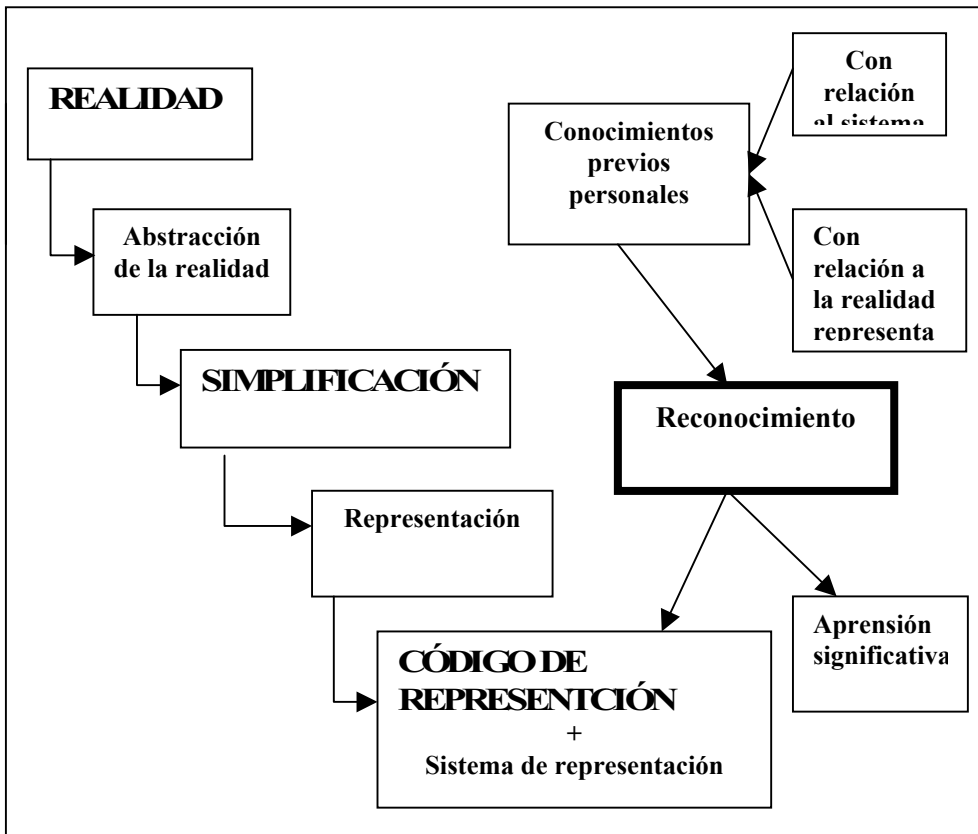 REALIDAD
Abstracción
de la realidad
SIMPLIFICACIÓN
Representación
CÓDIGO DE
REPRESENTCIÓN
+
Sistema de representación
Conocimientos
previos
personales
Con
relación
al sistema
Con
relación a
la realidad
representa
Reconocimiento
Aprensión
significativa